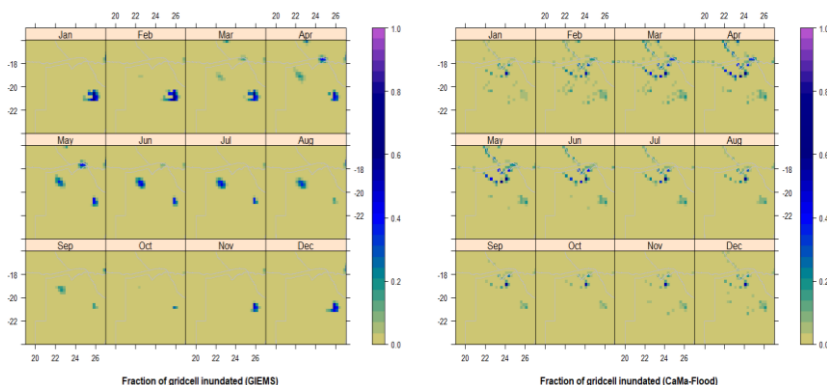 20 22 24 26
20 22 24 26
Jan Feb Mar Apr
-18
-20
-22
May Jun Jul Aug
-18
-20
-22
Sep Oct Nov Dec
-18
-20
-22
20 22 24 26
20 22 24 26
1.0
0.8
0.6
0.4
0.2
0.0
Fraction of gridcell inundated (GIEMS)
20 22 24 26
20 22 24 26
Jan Feb Mar Apr
-18
-20
-22
May Jun Jul Aug
-18
-20
-22
Sep Oct Nov Dec
-18
-20
-22
20 22 24 26
20 22 24 26
1.0
0.8
0.6
0.4
0.2
0.0
Fraction of gridcell inundated (CaMa-Flood)